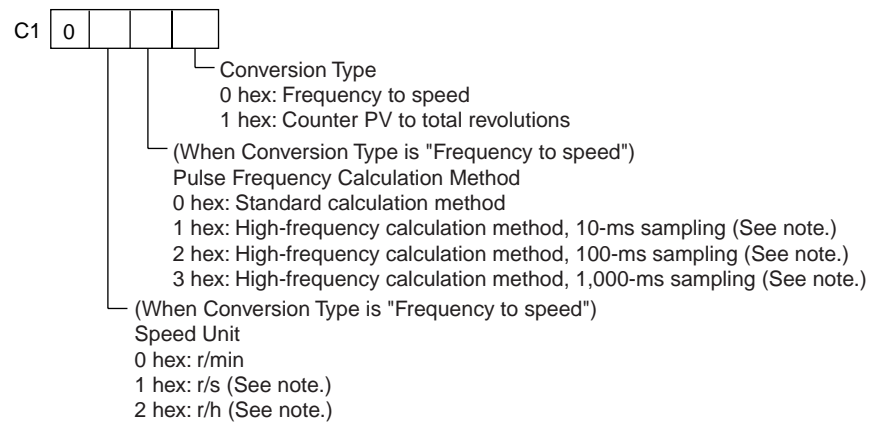 C1 0
Conversion Type
0 hex: Frequency to speed
1 hex: Counter PV to total revolutions
(When Conversion Type is "Frequency to speed")
Pulse Frequency Calculation Method
0 hex: Standard calculation method
1 hex: High-frequency calculation method, 10-ms sampling (See note.)
2 hex: High-frequency calculation method, 100-ms sampling (See note.)
3 hex: High-frequency calculation method, 1,000-ms sampling (See note.)
(When Conversion Type is "Frequency to speed")
Speed Unit
0 hex: r/min
1 hex: r/s (See note.)
2 hex: r/h (See note.)